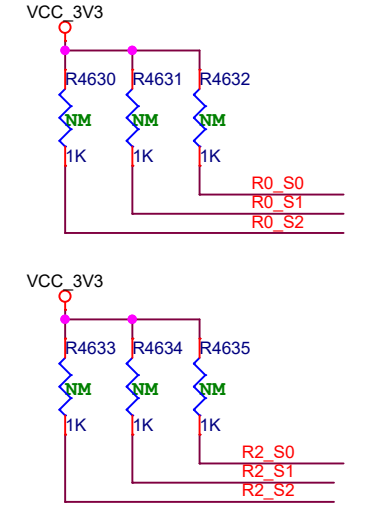 VCC_3V3
R4630 R4631 R4632
NM NM NM
1K 1K 1K
R0_S0
R0_S1
R0_S2
VCC_3V3
R4633 R4634 R4635
NM NM NM
1K 1K 1K
R2_S0
R2_S1
R2_S2